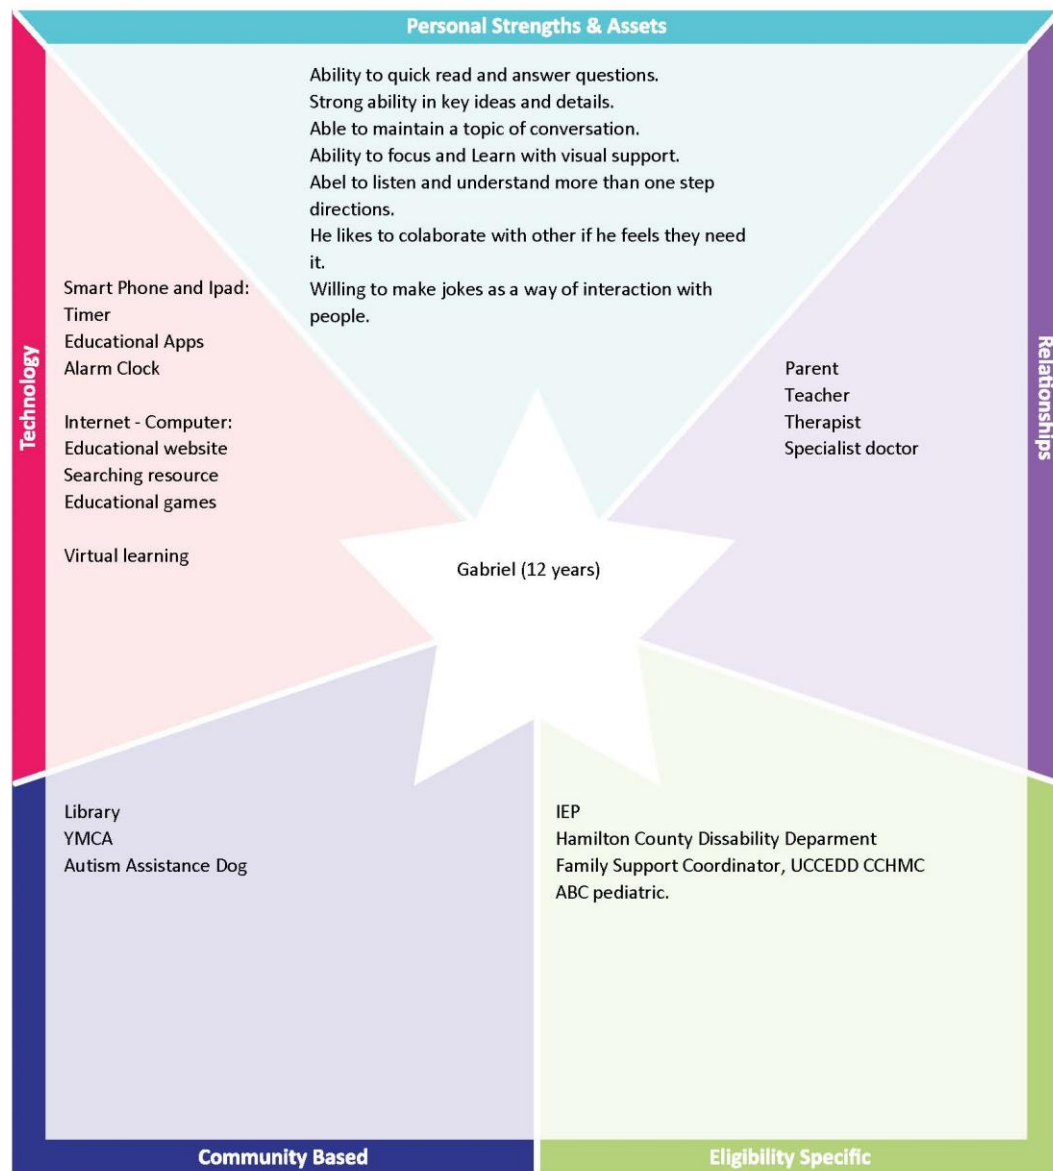 Personal Strengths & Assets
Ability to quick read and answer questions.
Strong ability in key ideas and details.
Able to maintain a topic of conversation.
Ability to focus and Learn with visual support.
Abel to listen and understand more than one step
directions.
He likes to colaborate with other if he feels they need
it.
Willing to make jokes as a way of interaction with
people.
Technology
Smart Phone and Ipad:
Timer
Educational Apps
Alarm Clock
Internet - Computer:
Educational website
Searching resource
Educational games
Virtual learning
Relationships
Parent
Teacher
Therapist
Specialist doctor
Gabriel (12 years)
Library
YMCA
Autism Assistance Dog
Community Based
IEP
Hamilton County Dissability Deparment
Family Support Coordinator, UCCEDD CCHMC
ABC pediatric.
Eligibility Specific